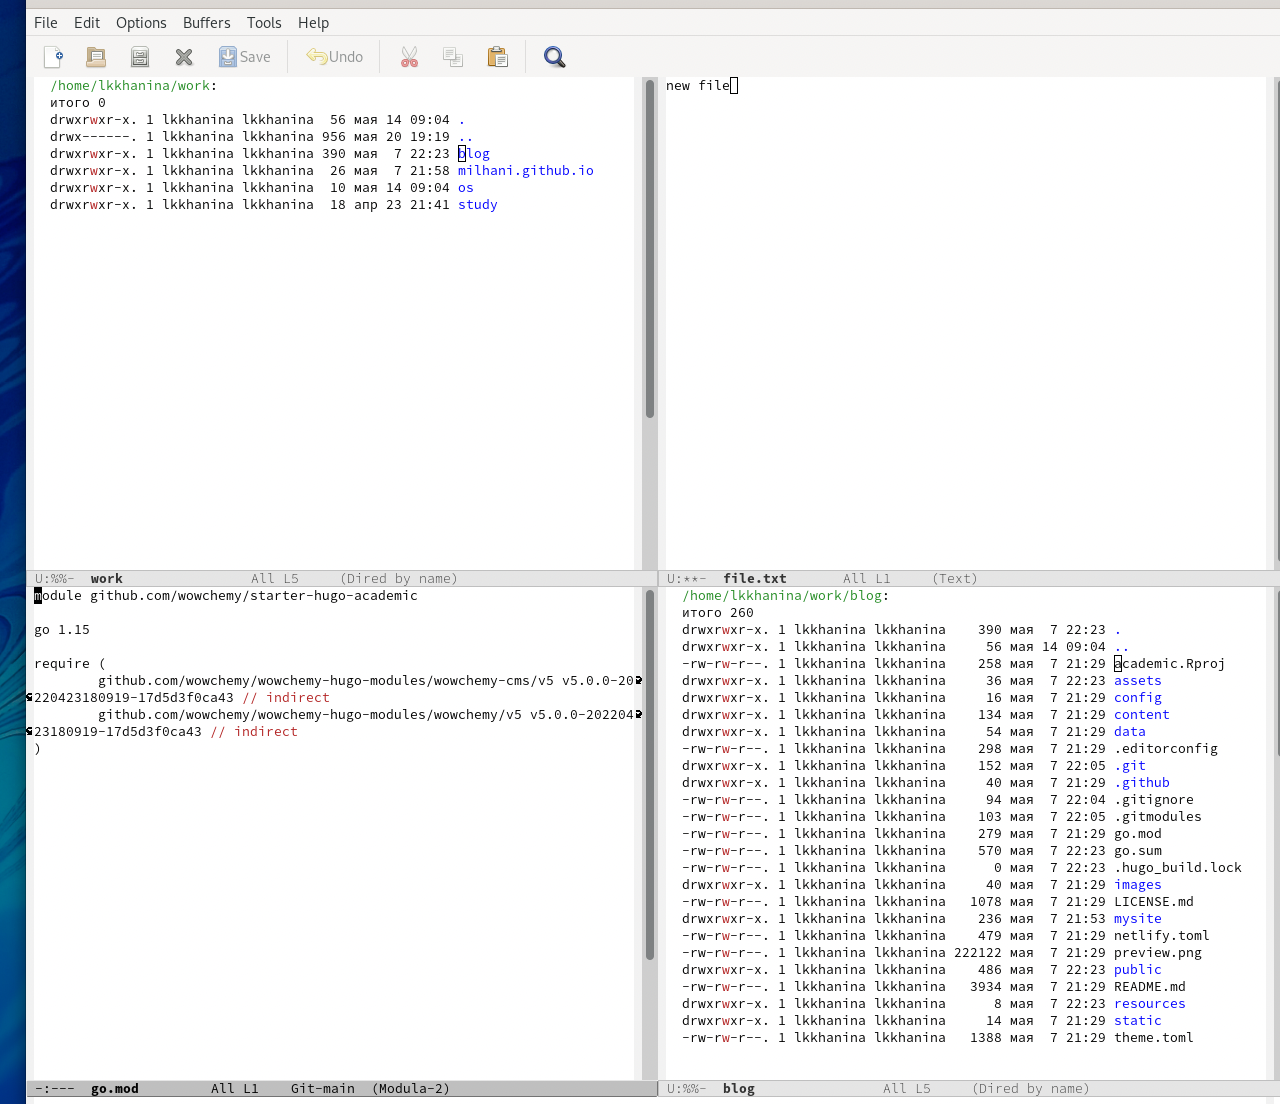 File Edit Options Buffers Tools Help
Save Undo
/home/lkkhanina/work:
итого 0
drwxrwxr-x. 1 lkkhanina lkkhanina  56 мая 14 09:04 .
drwx------. 1 lkkhanina lkkhanina 956 мая 20 19:19 ..
drwxrwxr-x. 1 lkkhanina lkkhanina 390 мая  7 22:23 blog
drwxrwxr-x. 1 lkkhanina lkkhanina  26 мая  7 21:58 milhani.github.io
drwxrwxr-x. 1 lkkhanina lkkhanina  10 мая 14 09:04 os
drwxrwxr-x. 1 lkkhanina lkkhanina  18 апр 23 21:41 study
U:%%-  work  All L5  (Dired by name)
new file
U:**-  file.txt  All L1  (Text)
module github.com/wowchemy/starter-hugo-academic
go 1.15
require (
github.com/wowchemy/wowchemy-hugo-modules/wowchemy-cms/v5 v5.0.0-20
220423180919-17d5d3f0ca43 // indirect
github.com/wowchemy/wowchemy-hugo-modules/wowchemy/v5 v5.0.0-202204
23180919-17d5d3f0ca43 // indirect
)
-:---  go.mod  All L1  Git-main  (Modula-2)
/home/lkkhanina/work/blog:
итого 260
drwxrwxr-x. 1 lkkhanina lkkhanina    390 мая  7 22:23 .
drwxrwxr-x. 1 lkkhanina lkkhanina     56 мая 14 09:04 ..
-rw-rw-r--. 1 lkkhanina lkkhanina    258 мая  7 21:29 academic.Rproj
drwxrwxr-x. 1 lkkhanina lkkhanina     36 мая  7 22:23 assets
drwxrwxr-x. 1 lkkhanina lkkhanina     16 мая  7 21:29 config
drwxrwxr-x. 1 lkkhanina lkkhanina    134 мая  7 21:29 content
drwxrwxr-x. 1 lkkhanina lkkhanina     54 мая  7 21:29 data
-rw-rw-r--. 1 lkkhanina lkkhanina    298 мая  7 21:29 .editorconfig
drwxrwxr-x. 1 lkkhanina lkkhanina    152 мая  7 22:05 .git
drwxrwxr-x. 1 lkkhanina lkkhanina     40 мая  7 21:29 .github
-rw-rw-r--. 1 lkkhanina lkkhanina     94 мая  7 22:04 .gitignore
-rw-rw-r--. 1 lkkhanina lkkhanina    103 мая  7 22:05 .gitmodules
-rw-rw-r--. 1 lkkhanina lkkhanina    279 мая  7 21:29 go.mod
-rw-rw-r--. 1 lkkhanina lkkhanina    570 мая  7 22:23 go.sum
-rw-rw-r--. 1 lkkhanina lkkhanina      0 мая  7 22:23 .hugo_build.lock
drwxrwxr-x. 1 lkkhanina lkkhanina     40 мая  7 21:29 images
-rw-rw-r--. 1 lkkhanina lkkhanina   1078 мая  7 21:29 LICENSE.md
drwxrwxr-x. 1 lkkhanina lkkhanina    236 мая  7 21:53 mysite
-rw-rw-r--. 1 lkkhanina lkkhanina    479 мая  7 21:29 netlify.toml
-rw-rw-r--. 1 lkkhanina lkkhanina 222122 мая  7 21:29 preview.png
drwxrwxr-x. 1 lkkhanina lkkhanina    486 мая  7 22:23 public
-rw-rw-r--. 1 lkkhanina lkkhanina   3934 мая  7 21:29 README.md
drwxrwxr-x. 1 lkkhanina lkkhanina      8 мая  7 22:23 resources
drwxrwxr-x. 1 lkkhanina lkkhanina     14 мая  7 21:29 static
-rw-rw-r--. 1 lkkhanina lkkhanina   1388 мая  7 21:29 theme.toml
U:%%-  blog  All L5  (Dired by name)